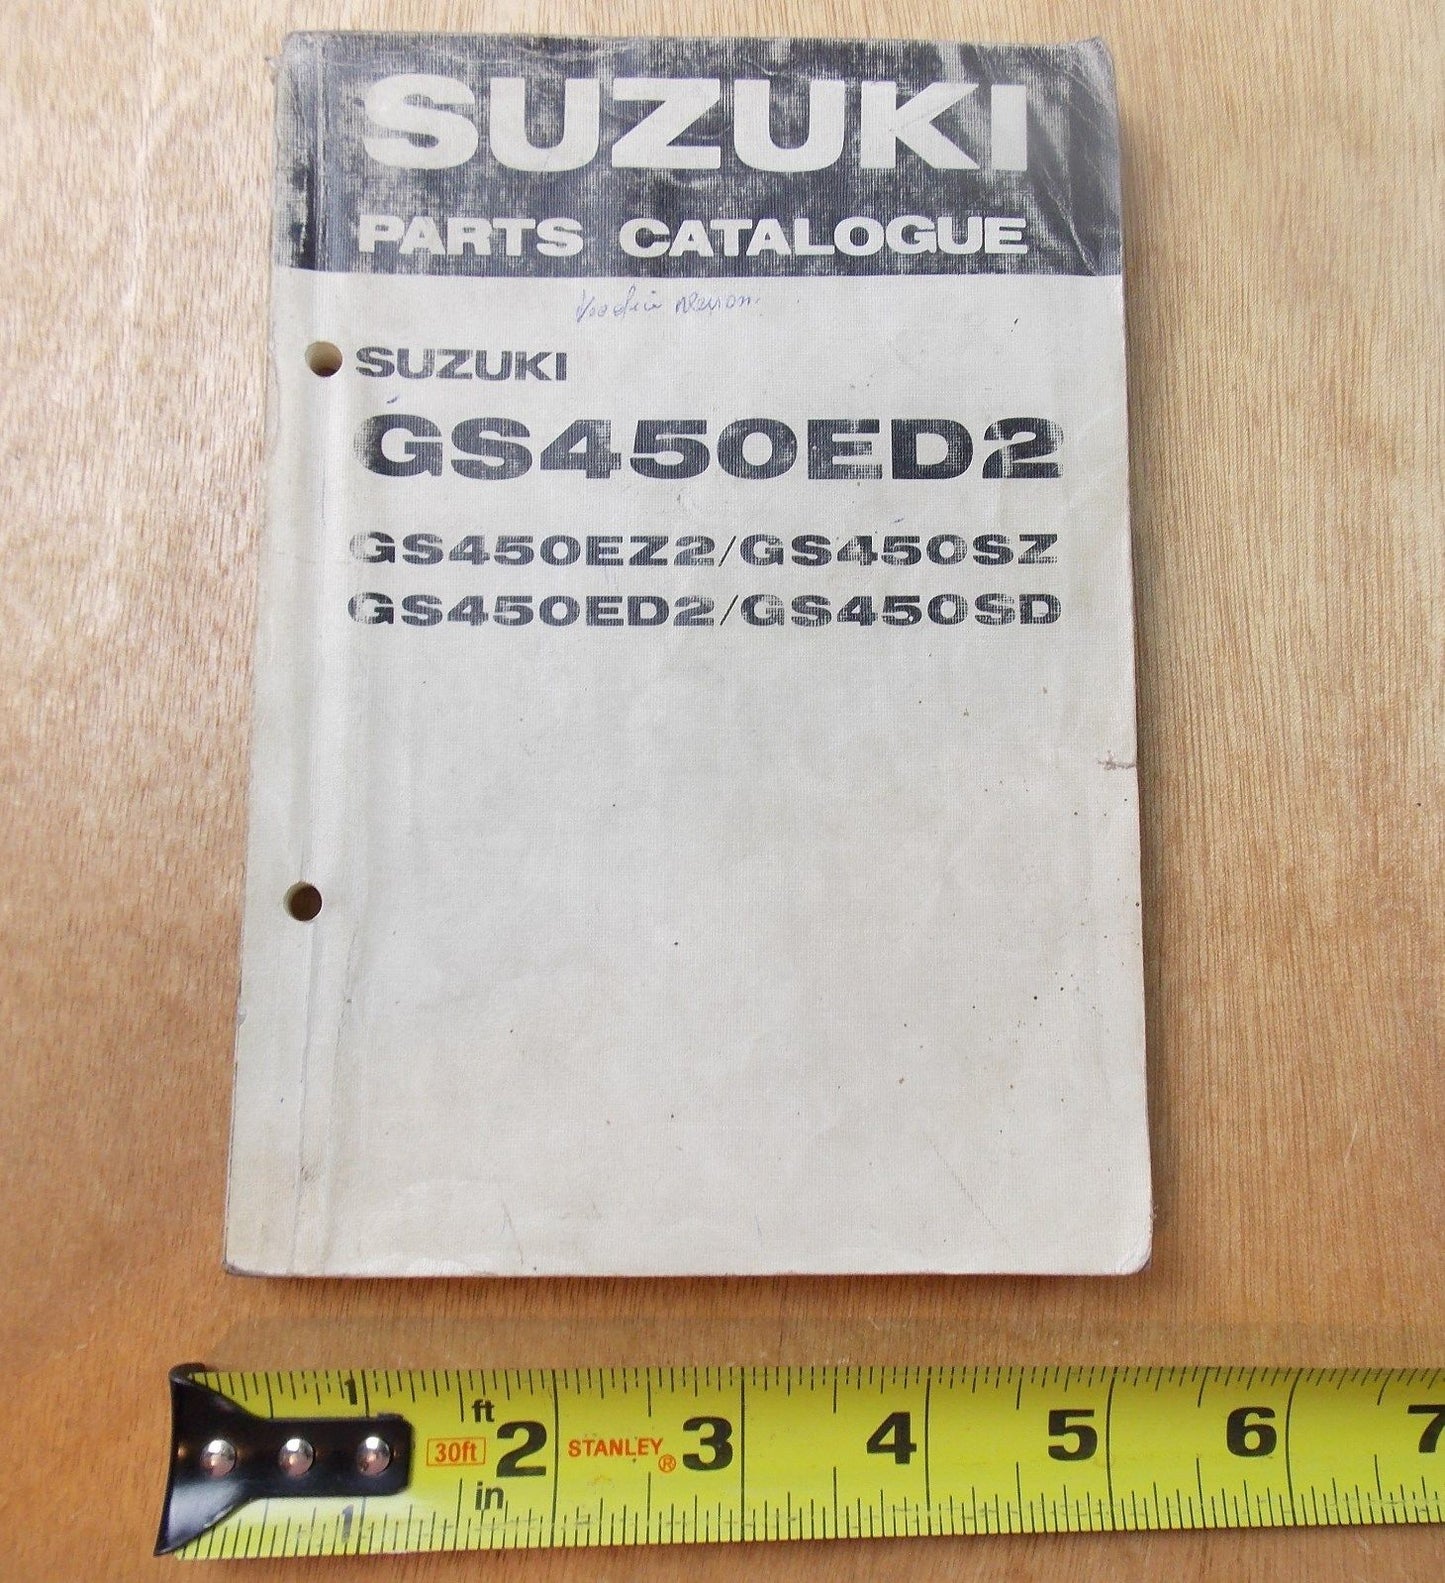 SUZUKI
PARTS CATALOGUE
SUZUKI
GS450ED2
GS450EZ2/GS450SZ
GS450ED2/GS450SD
1 ft 2 3 4 5 6 7
30ft STANLEY®
in
1